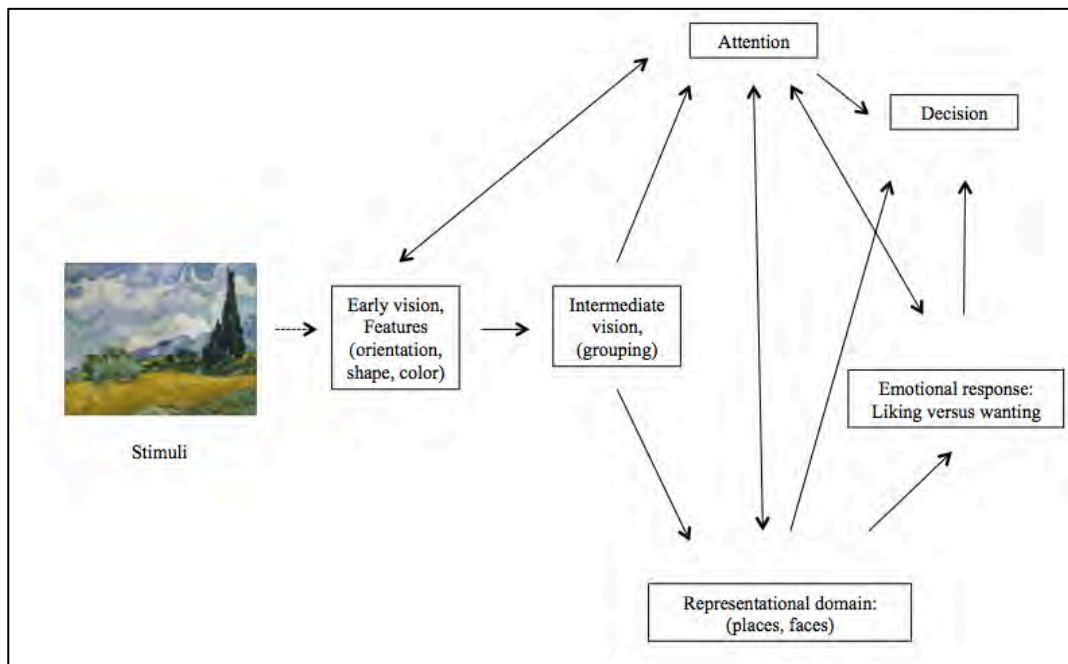 Attention
Decision
Early vision,
Features
(orientation,
shape, color)
Intermediate
vision,
(grouping)
Emotional response:
Liking versus wanting
Stimuli
Representational domain:
(places, faces)